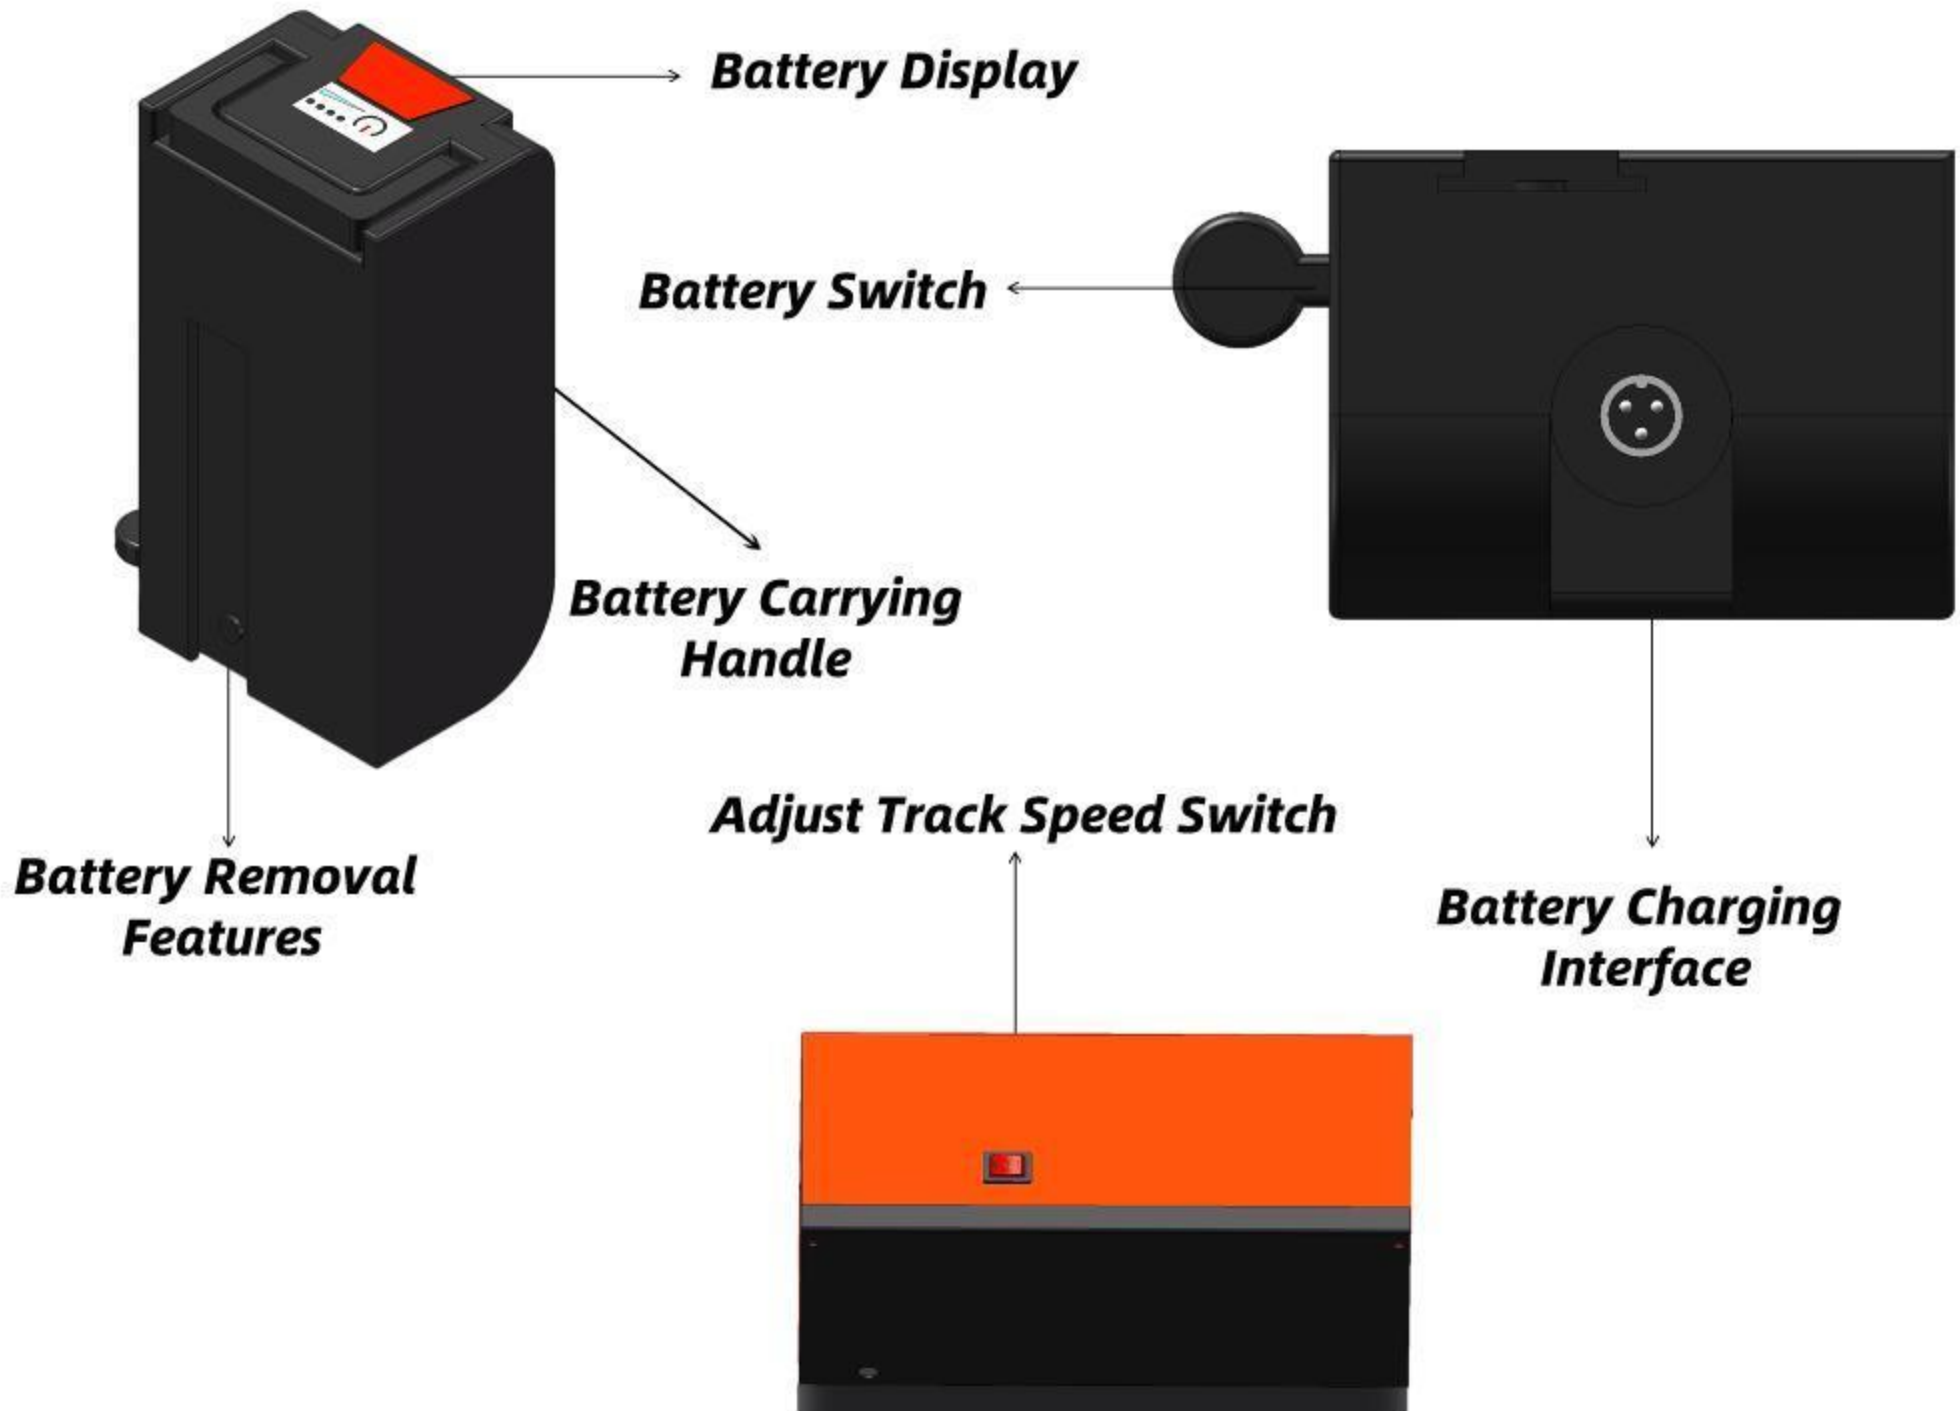 Battery Display
Battery Switch
Battery Carrying
Handle
Adjust Track Speed Switch
Battery Removal
Features
Battery Charging
Interface